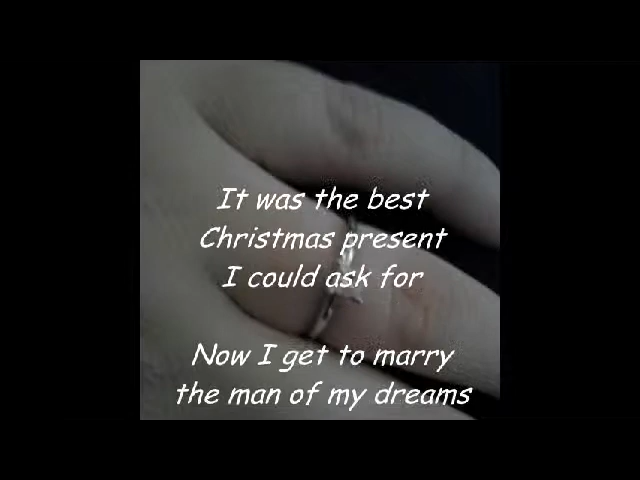 It was the best
Christmas present
I could ask for
Now I get to marry
the man of my dreams